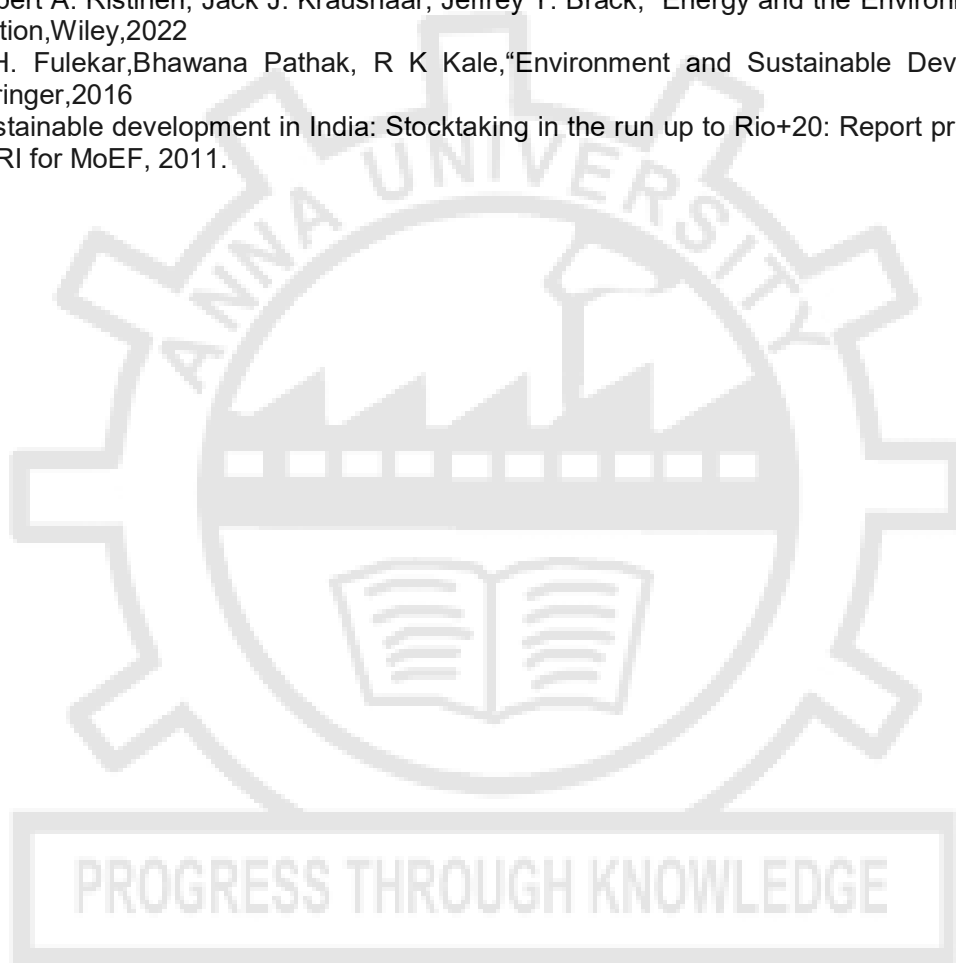 bert A. Ristinen, Jack J. Kraushaar, Jeffrey T. Brack, “Energy and the Environ
tion,Wiley,2022
H. Fulekar,Bhawana Pathak, R K Kale,“Environment and Sustainable Dev
ringer,2016
stainable development in India: Stocktaking in the run up to Rio+20: Report pr
RI for MoEF, 2011.
ANNA UNIVERSITY
PROGRESS THROUGH KNOWLEDGE